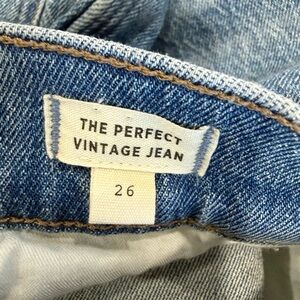 THE PERFECT
VINTAGE JEAN
26